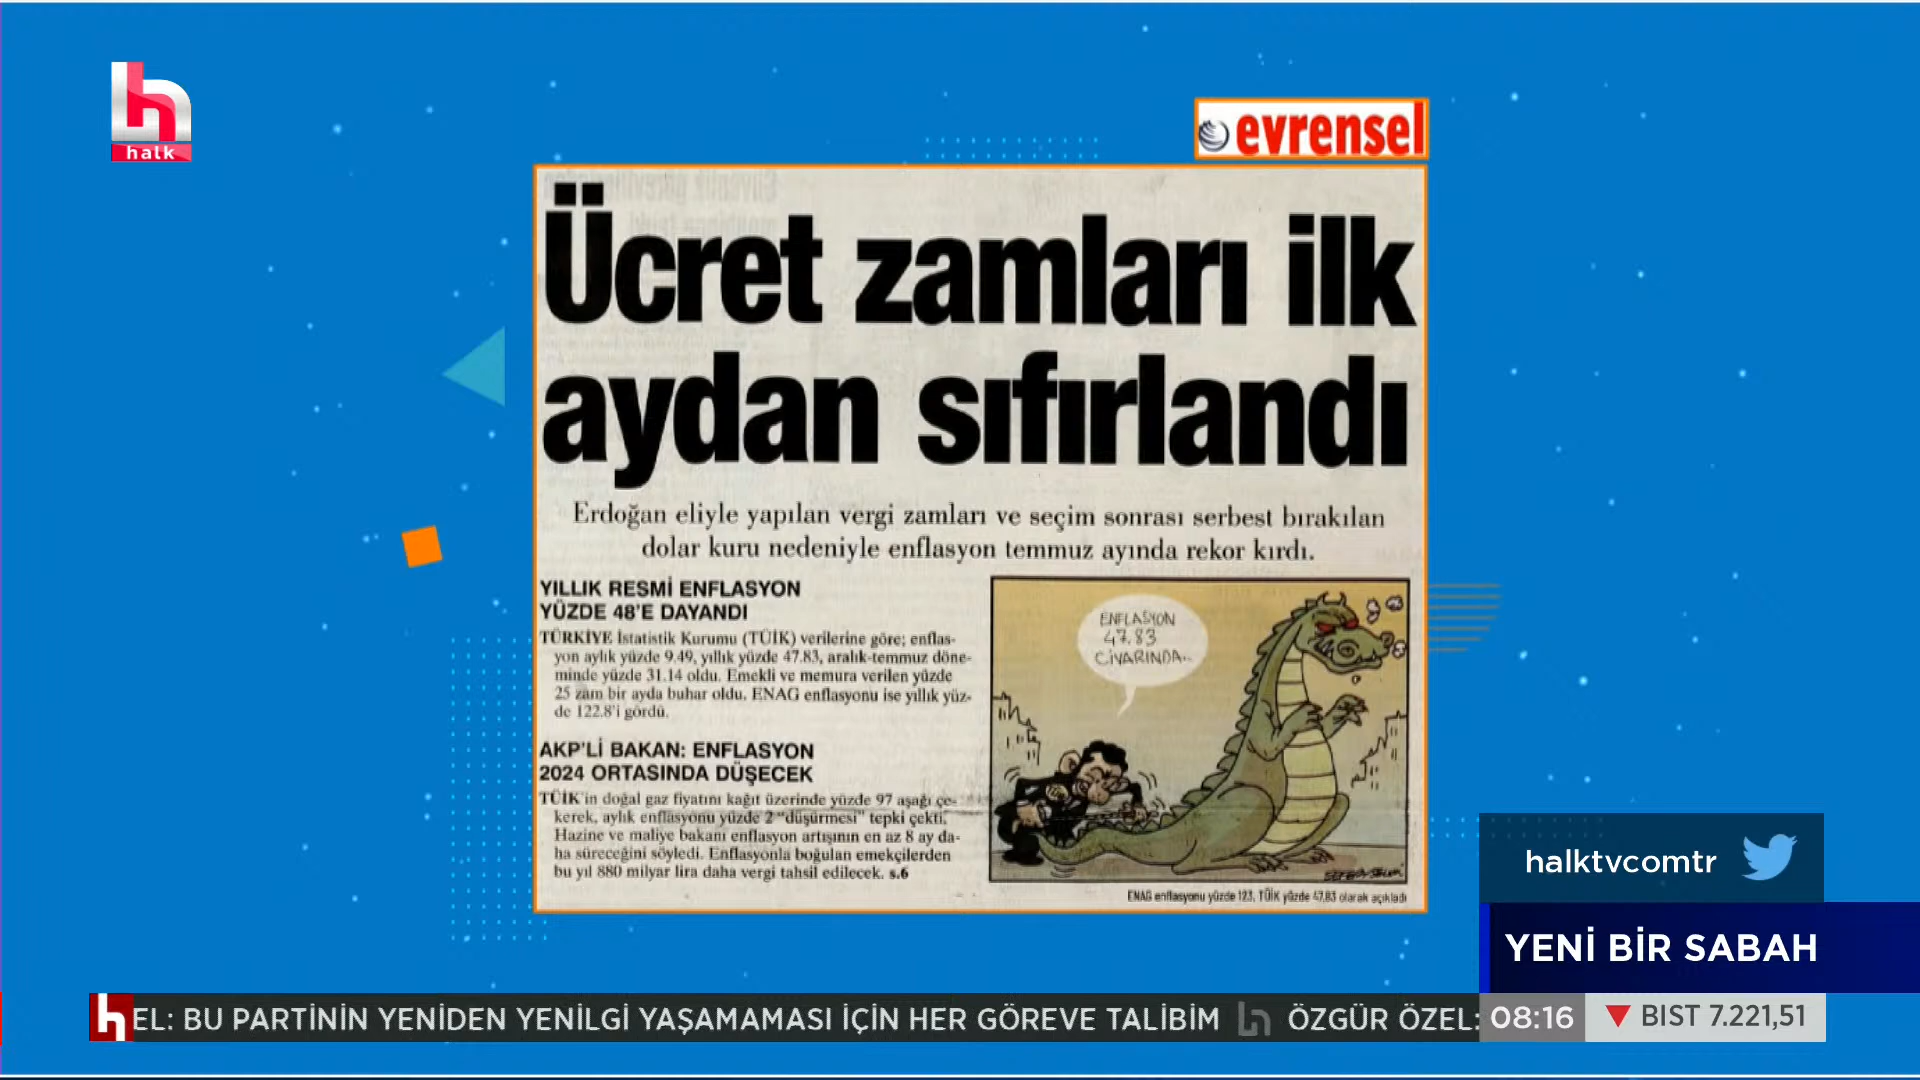 halk
evrensel
Ücret zamları ilk
aydan sıfırlandı
Erdoğan eliyle yapılan vergi zamları ve seçim sonrası serbest bırakılan
dolar kuru nedeniyle enflasyon temmuz ayında rekor kırdı.
YILLIK RESMİ ENFLASYON
YÜZDE 48'E DAYANDI
TÜRKİYE İstatistik Kurumu (TÜİK) verilerine göre; enflas-
yon aylık yüzde 9.49, yıllık yüzde 47.83, aralık-temmuz döne-
minde yüzde 31.14 oldu. Emekli ve memura verilen yüzde
25 zam bir ayda buhar oldu. ENAG enflasyonu ise yıllık yüz-
de 122.8'i gördü.
AKP'Lİ BAKAN: ENFLASYON
2024 ORTASINDA DÜŞECEK
TÜİK'in doğal gaz fiyatını kağıt üzerinde yüzde 97 aşağı çe-
kerek, aylık enflasyonu yüzde 2 "düşürmesi" tepki çekti.
Hazine ve maliye bakanı enflasyon artışının en az 8 ay da-
ha süreceğini söyledi. Enflasyonla boğulan emekçilerden
bu yıl 880 milyar lira daha vergi tahsil edilecek. s.6
ENFLASYON
47.83
CİVARINDA..
SEFER SELVİ
ENAG enflasyonu yüzde 123, TÜİK yüzde 47,83 olarak açıkladı
halktvcomtr
YENİ BİR SABAH
EL: BU PARTİNİN YENİDEN YENİLGİ YAŞAMAMASI İÇİN HER GÖREVE TALİBİM ÖZGÜR ÖZEL: 08:16 BIST 7.221,51